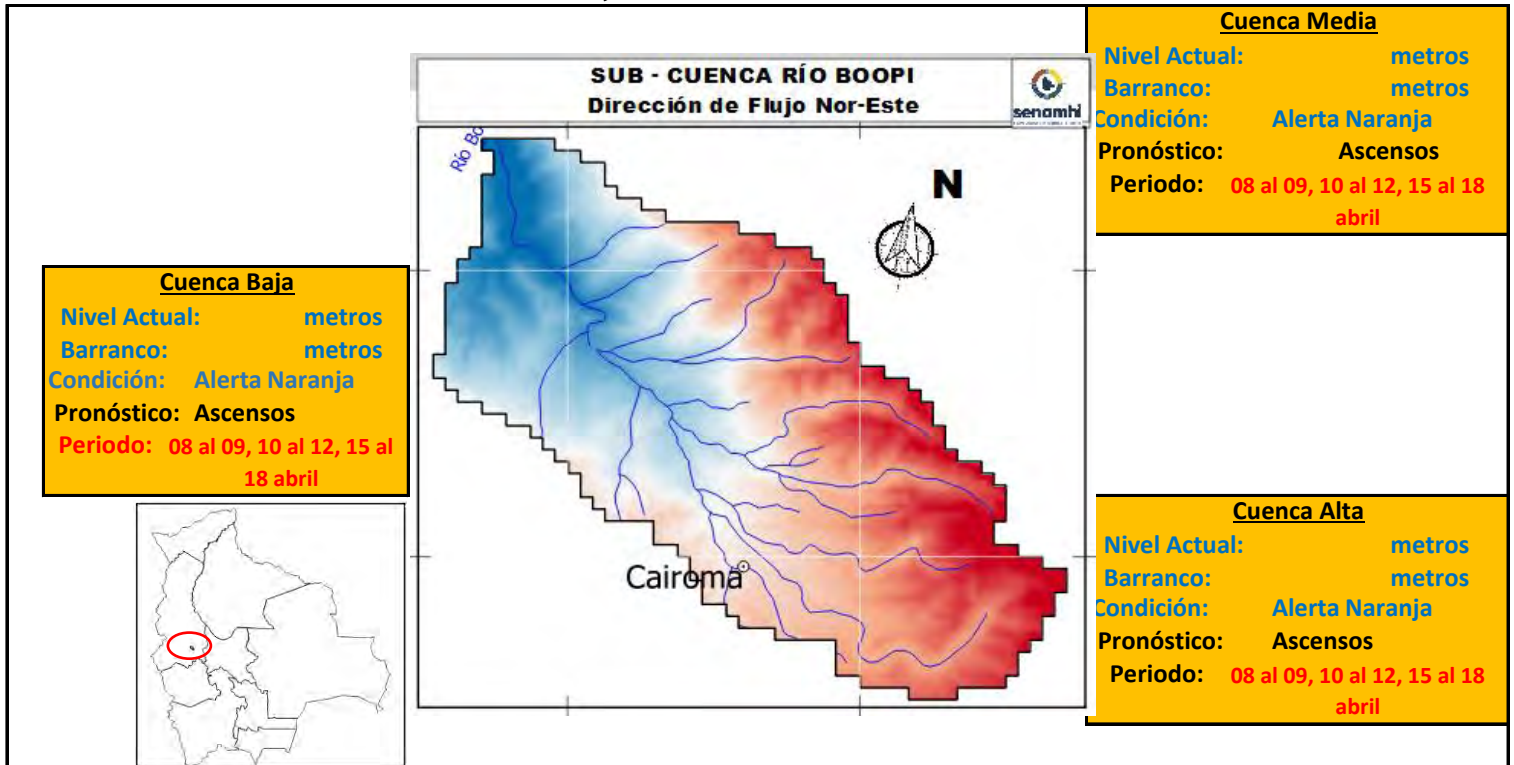 Cuenca Media
Nivel Actual: metros
Barranco: metros
Condición: Alerta Naranja
Pronóstico: Ascensos
Periodo: 08 al 09, 10 al 12, 15 al 18
abril
SUB - CUENCA RÍO BOOPI
Dirección de Flujo Nor-Este
senamhi
Río Bo
N
Cuenca Baja
Nivel Actual: metros
Barranco: metros
Condición: Alerta Naranja
Pronóstico: Ascensos
Periodo: 08 al 09, 10 al 12, 15 al
18 abril
Cairoma
Cuenca Alta
Nivel Actual: metros
Barranco: metros
Condición: Alerta Naranja
Pronóstico: Ascensos
Periodo: 08 al 09, 10 al 12, 15 al 18
abril